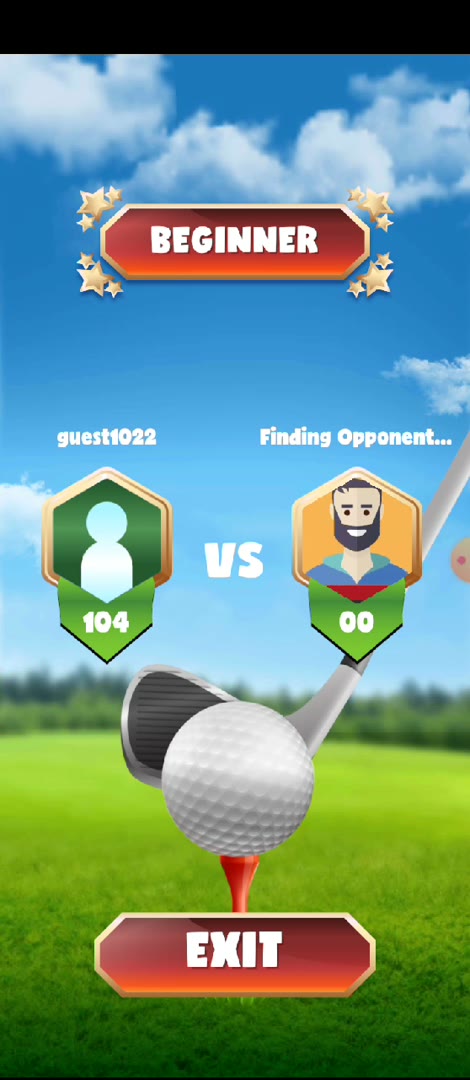 BEGINNER
guest1022
Finding Opponent...
VS
104
00
EXIT